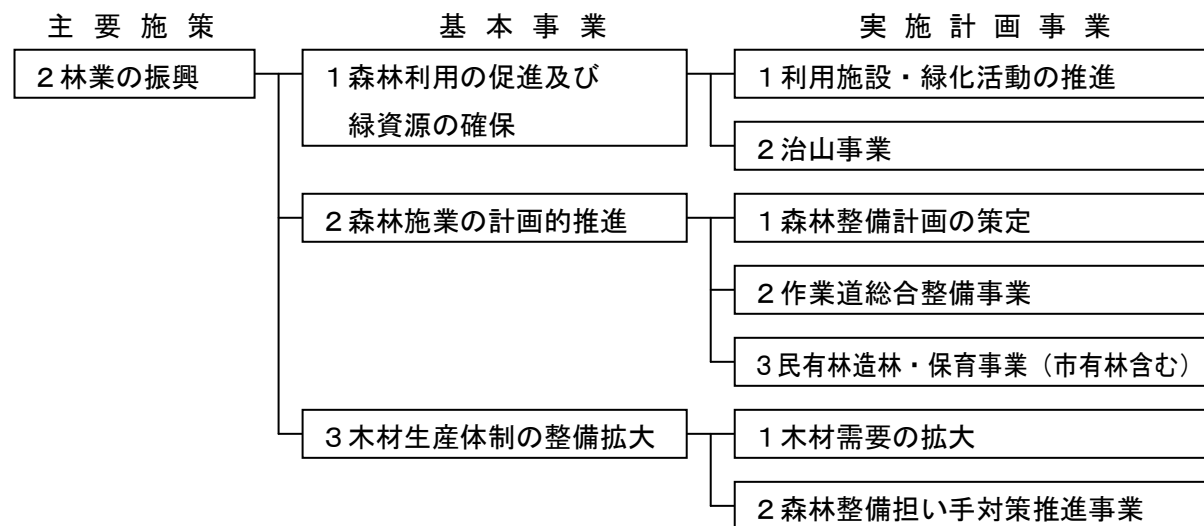 主要施策
基本事業
実施計画事業
２林業の振興
１森林利用の促進及び
緑資源の確保
１利用施設・緑化活動の推進
２治山事業
２森林施業の計画的推進
１森林整備計画の策定
２作業道総合整備事業
３民有林造林・保育事業（市有林含む）
３木材生産体制の整備拡大
１木材需要の拡大
２森林整備担い手対策推進事業